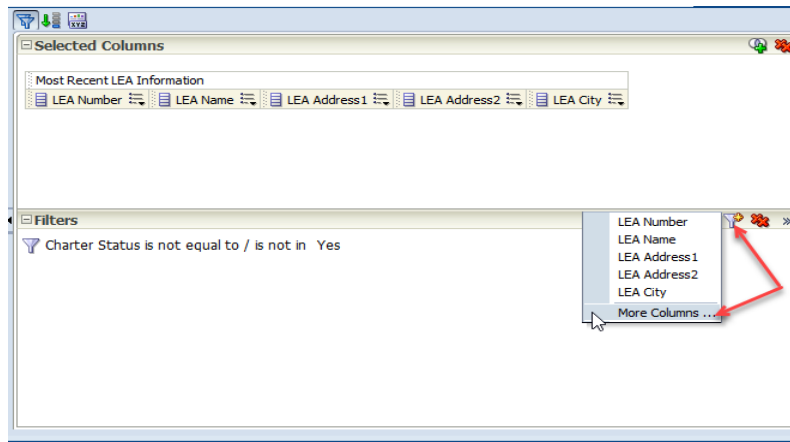 XYZ
Selected Columns
Most Recent LEA Information
LEA Number LEA Name LEA Address1 LEA Address2 LEA City
Filters
Charter Status is not equal to / is not in Yes
LEA Number
LEA Name
LEA Address1
LEA Address2
LEA City
More Columns ...